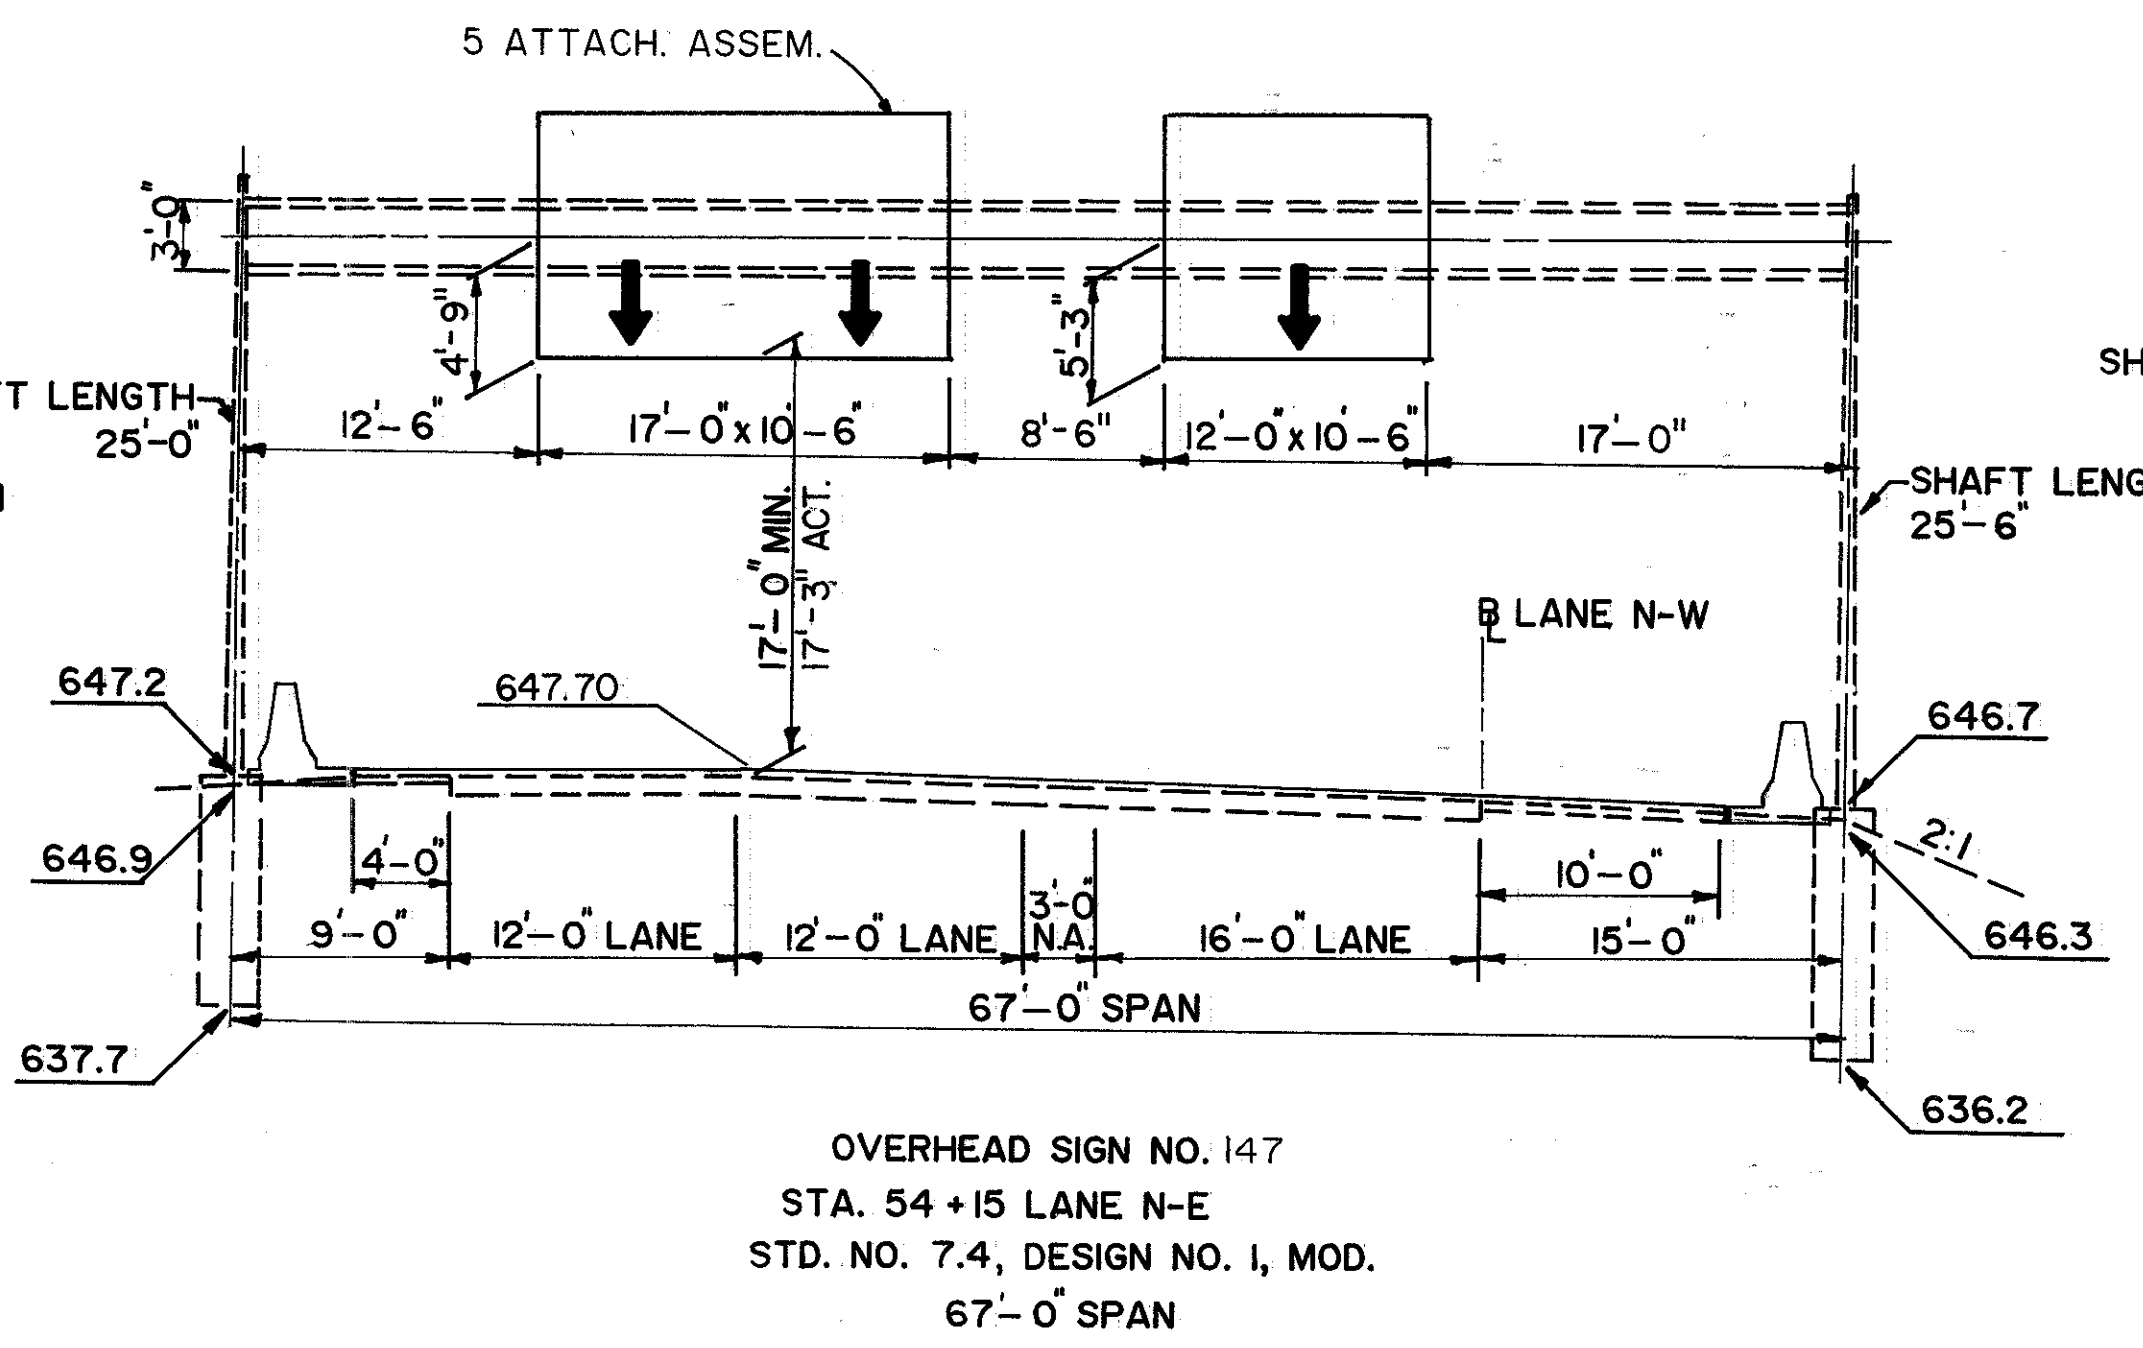 5 ATTACH. ASSEM.
3'-0"
4'-9"
5'-3"
T LENGTH
25'-0"
SH
12'-6"
17'-0" x 10'-6"
8'-6"
12'-0" x 10'-6"
17'-0"
SHAFT LENG
25'-6"
17'-0" MIN.
17'-3" ACT.
B LANE N-W
647.2
647.70
646.7
646.9
4'-0"
10'-0"
2:1
9'-0"
12'-0" LANE
12'-0" LANE
3'-0"
N.A.
16'-0" LANE
15'-0"
646.3
67'-0" SPAN
637.7
636.2
OVERHEAD SIGN NO. 147
STA. 54+15 LANE N-E
STD. NO. 7.4, DESIGN NO. 1, MOD.
67'-0" SPAN